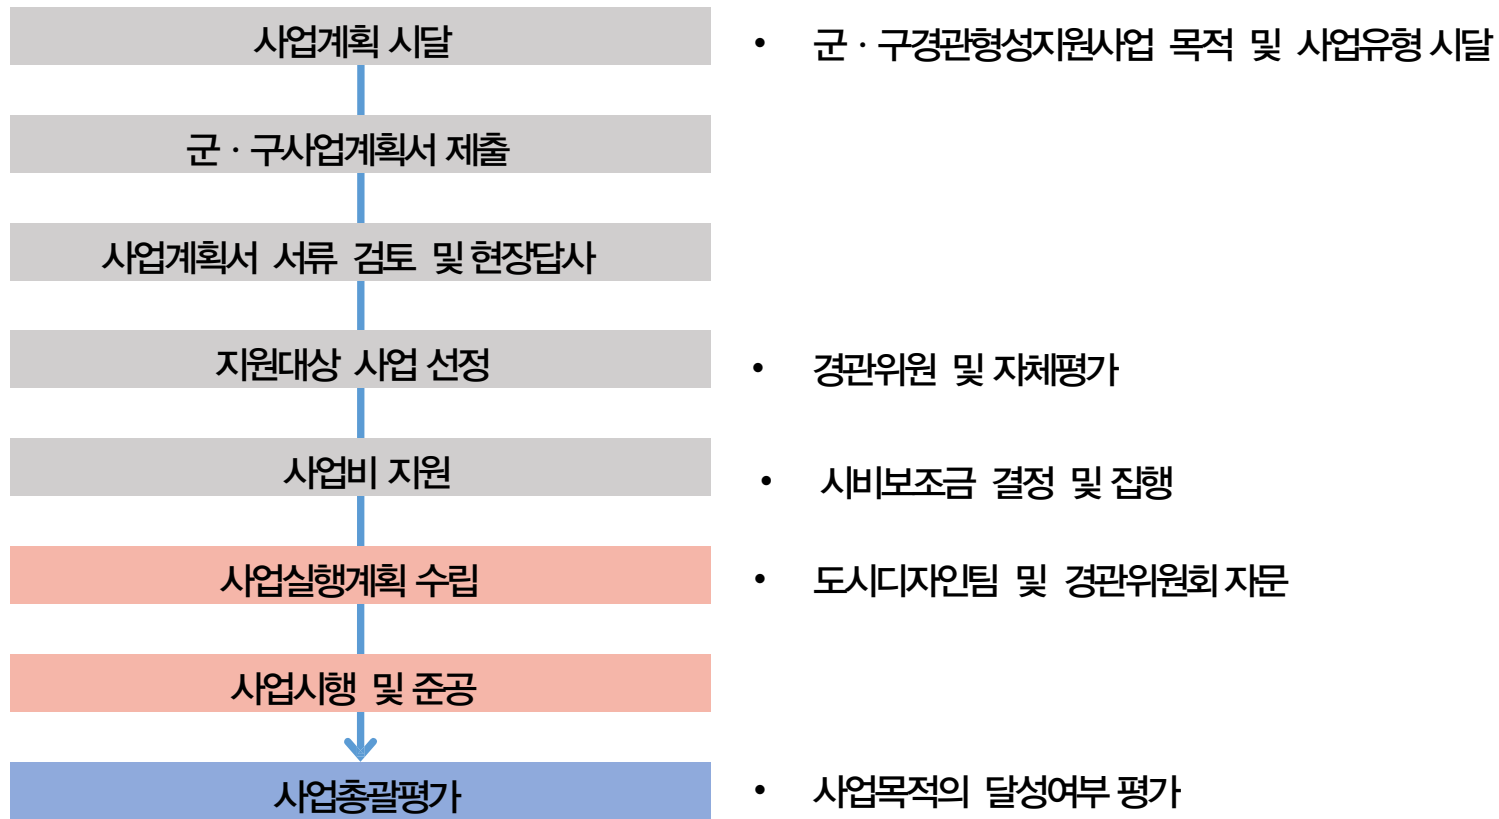 사업계획 시달
• 군·구경관형성지원사업 목적 및 사업유형 시달
군·구사업계획서 제출
사업계획서 서류 검토 및 현장답사
지원대상 사업 선정
• 경관위원 및 자체평가
사업비 지원
• 시비보조금 결정 및 집행
사업실행계획 수립
• 도시디자인팀 및 경관위원회 자문
사업시행 및 준공
사업총괄평가
• 사업목적의 달성여부 평가